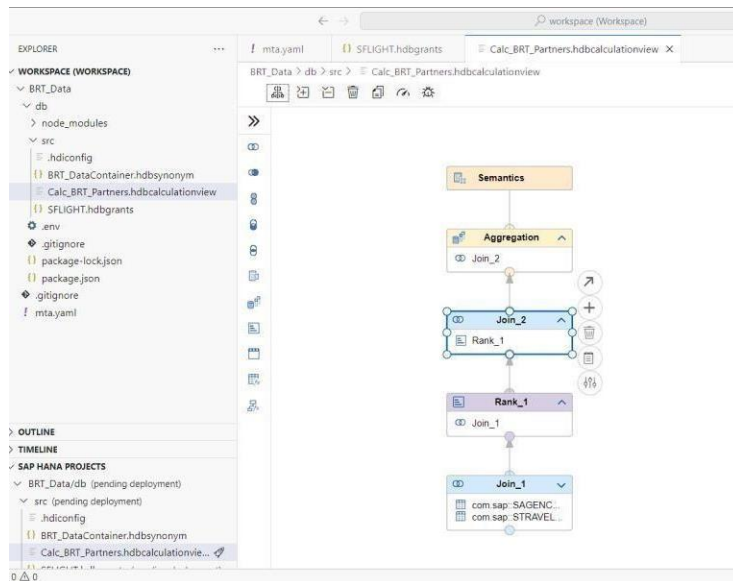 workspace (Workspace)
EXPLORER
...
! mta.yaml
{} SFLIGHT.hdbgrants
Calc_BRT_Partners.hdbcalculationview
WORKSPACE (WORKSPACE)
BRT_Data > db > src > Calc_BRT_Partners.hdbcalculationview
BRT_Data
db
node_modules
src
.hdiconfig
{} BRT_DataContainer.hdbsynonym
Calc_BRT_Partners.hdbcalculationview
{} SFLIGHT.hdbgrants
.env
.gitignore
{} package-lock.json
{} package.json
.gitignore
! mta.yaml
OUTLINE
TIMELINE
SAP HANA PROJECTS
BRT_Data/db (pending deployment)
src (pending deployment)
.hdiconfig
{} BRT_DataContainer.hdbsynonym
Calc_BRT_Partners.hdbcalculationvie...
0 0
Semantics
Aggregation
Join_2
Join_2
Rank_1
Rank_1
Join_1
Join_1
com.sap::SAGENC...
com.sap::STRAVEL...